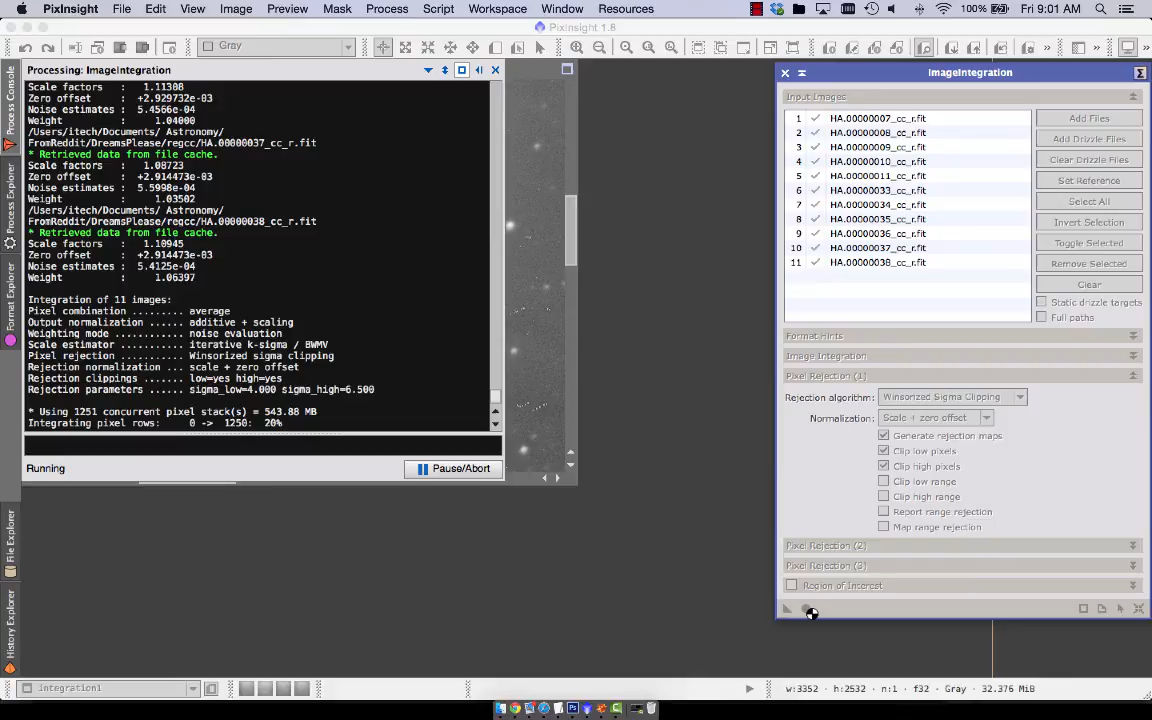 PixInsight File Edit View Image Preview Mask Process Script Workspace Window Resources 100% Fri 9:01 AM
PixInsight 1.8
Gray
Process Console
Process Explorer
Format Explorer
File Explorer
History Explorer
Processing: ImageIntegration
Scale factors : 1.11308
Zero offset : +2.929732e-03
Noise estimates : 5.4566e-04
Weight : 1.04000
/Users/itech/Documents/ Astronomy/
FromReddit/DreamsPlease/regcc/HA.00000037_cc_r.fit
* Retrieved data from file cache.
Scale factors : 1.08723
Zero offset : +2.914473e-03
Noise estimates : 5.5998e-04
Weight : 1.03502
/Users/itech/Documents/ Astronomy/
FromReddit/DreamsPlease/regcc/HA.00000038_cc_r.fit
* Retrieved data from file cache.
Scale factors : 1.10945
Zero offset : +2.914473e-03
Noise estimates : 5.4125e-04
Weight : 1.06397
Integration of 11 images:
Pixel combination ......... average
Output normalization ...... additive + scaling
Weighting mode ............ noise evaluation
Scale estimator ........... iterative k-sigma / BWMV
Pixel rejection ........... Winsorized sigma clipping
Rejection normalization ... scale + zero offset
Rejection clippings ....... low=yes high=yes
Rejection parameters ...... sigma_low=4.000 sigma_high=6.500
* Using 1251 concurrent pixel stack(s) = 543.88 MB
Integrating pixel rows: 0 -> 1250: 20%
Running
Pause/Abort
ImageIntegration
Input Images
1 HA.00000007_cc_r.fit
2 HA.00000008_cc_r.fit
3 HA.00000009_cc_r.fit
4 HA.00000010_cc_r.fit
5 HA.00000011_cc_r.fit
6 HA.00000033_cc_r.fit
7 HA.00000034_cc_r.fit
8 HA.00000035_cc_r.fit
9 HA.00000036_cc_r.fit
10 HA.00000037_cc_r.fit
11 HA.00000038_cc_r.fit
Add Files
Add Drizzle Files
Clear Drizzle Files
Set Reference
Select All
Invert Selection
Toggle Selected
Remove Selected
Clear
Static drizzle targets
Full paths
Format Hints
Image Integration
Pixel Rejection (1)
Rejection algorithm: Winsorized Sigma Clipping
Normalization: Scale + zero offset
Generate rejection maps
Clip low pixels
Clip high pixels
Clip low range
Clip high range
Report range rejection
Map range rejection
Pixel Rejection (2)
Pixel Rejection (3)
Region of Interest
integration1
w:3352 · h:2532 · n:1 · f32 · Gray · 32.376 MiB